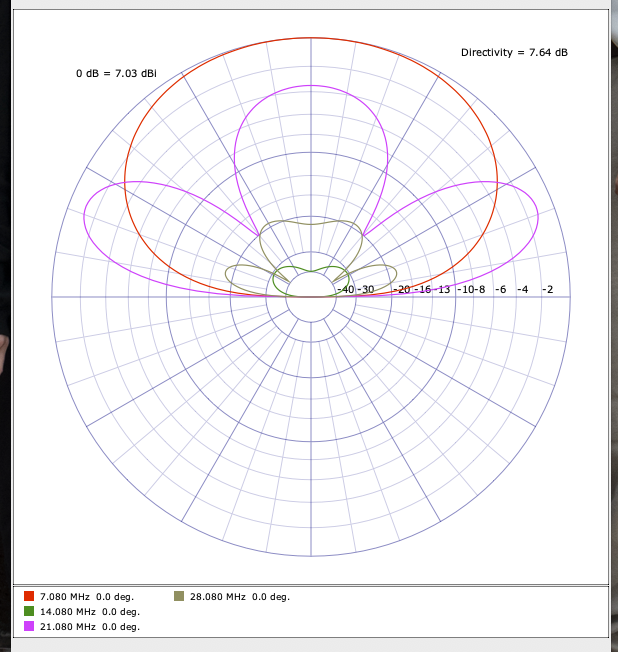 Directivity = 7.64 dB
0 dB = 7.03 dBi
-40 -30 -20 -16 -13 -10 -8 -6 -4 -2
7.080 MHz 0.0 deg. 28.080 MHz 0.0 deg.
14.080 MHz 0.0 deg.
21.080 MHz 0.0 deg.